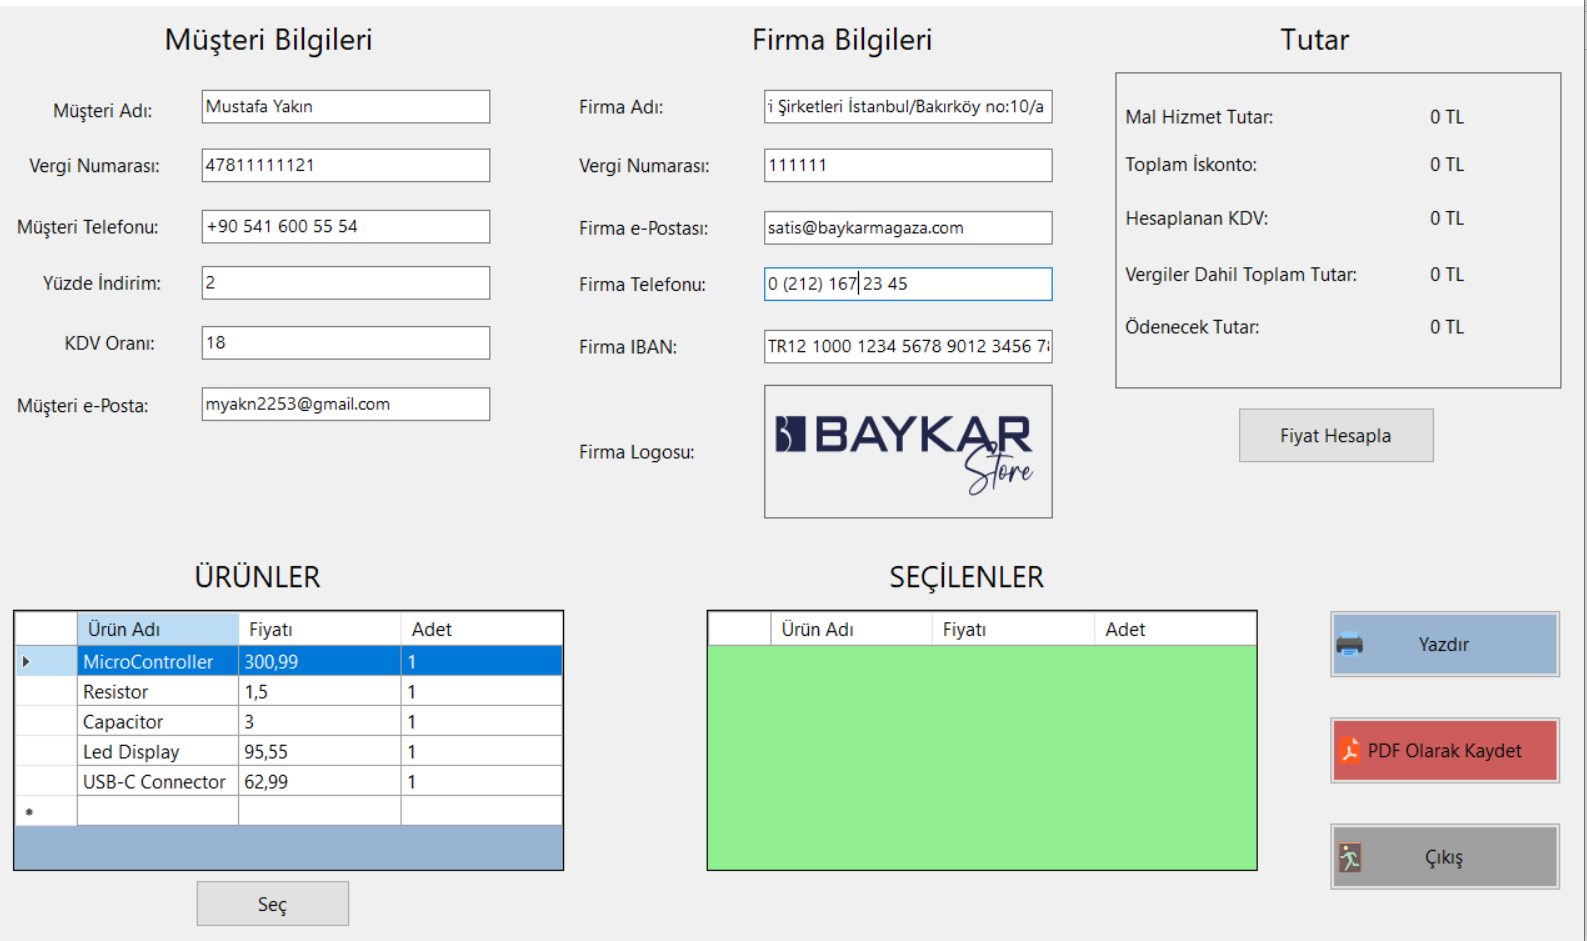 Müşteri Bilgileri
Müşteri Adı: Mustafa Yakın
Vergi Numarası: 47811111121
Müşteri Telefonu: +90 541 600 55 54
Yüzde İndirim: 2
KDV Oranı: 18
Müşteri e-Posta: myakn2253@gmail.com
Firma Bilgileri
Firma Adı: i Şirketleri İstanbul/Bakırköy no:10/a
Vergi Numarası: 111111
Firma e-Postası: satis@baykarmagaza.com
Firma Telefonu: 0 (212) 167 23 45
Firma IBAN: TR12 1000 1234 5678 9012 3456 78
Firma Logosu:
BAYKAR
Store
Tutar
Mal Hizmet Tutar: 0 TL
Toplam İskonto: 0 TL
Hesaplanan KDV: 0 TL
Vergiler Dahil Toplam Tutar: 0 TL
Ödenecek Tutar: 0 TL
Fiyat Hesapla
ÜRÜNLER
Ürün Adı Fiyatı Adet
MicroController 300,99 1
Resistor 1,5 1
Capacitor 3 1
Led Display 95,55 1
USB-C Connector 62,99 1
Seç
SEÇİLENLER
Ürün Adı Fiyatı Adet
Yazdır
PDF Olarak Kaydet
Çıkış